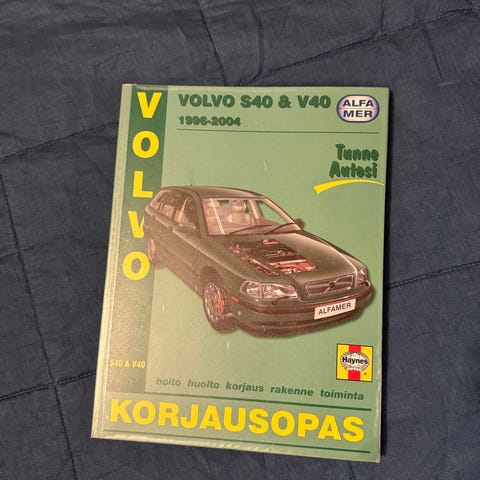 VOLVO
VOLVO S40 & V40
1996-2004
ALFA
MER
Tunne
Autosi
ALFAMER
S40 & V40
Haynes
hoito huolto korjaus rakenne toiminta
KORJAUSOPAS